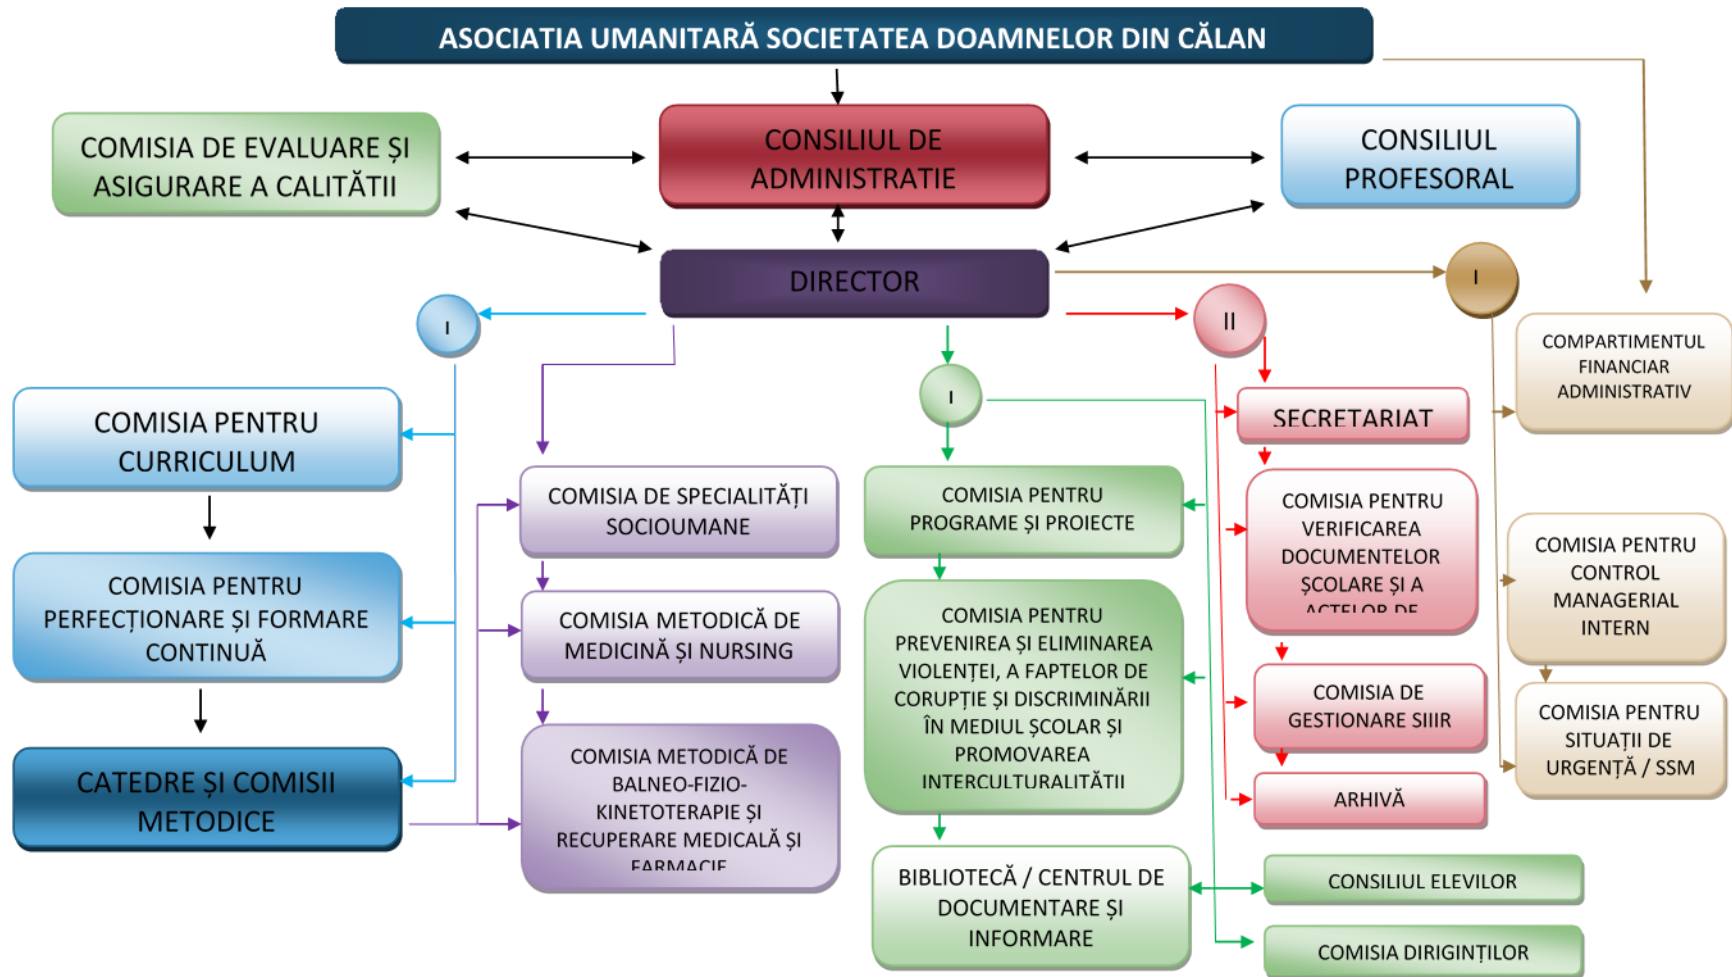 ASOCIATIA UMANITARĂ SOCIETATEA DOAMNELOR DIN CĂLAN
COMISIA DE EVALUARE ȘI
ASIGURARE A CALITĂTII
CONSILIUL DE
ADMINISTRATIE
CONSILIUL
PROFESORAL
DIRECTOR
I
II
I
I
COMPARTIMENTUL
FINANCIAR
ADMINISTRATIV
COMISIA PENTRU
CURRICULUM
COMISIA PENTRU
PERFECȚIONARE ȘI FORMARE
CONTINUĂ
CATEDRE ȘI COMISII
METODICE
COMISIA DE SPECIALITĂȚI
SOCIOUMANE
COMISIA METODICĂ DE
MEDICINĂ ȘI NURSING
COMISIA METODICĂ DE
BALNEO-FIZIO-
KINETOTERAPIE ȘI
RECUPERARE MEDICALĂ ȘI
FARMACIE
COMISIA PENTRU
PROGRAME ȘI PROIECTE
COMISIA PENTRU
PREVENIREA ȘI ELIMINAREA
VIOLENȚEI, A FAPTELOR DE
CORUPȚIE ȘI DISCRIMINĂRII
ÎN MEDIUL ȘCOLAR ȘI
PROMOVAREA
INTERCULTURALITĂTII
BIBLIOTECĂ / CENTRUL DE
DOCUMENTARE ȘI
INFORMARE
SECRETARIAT
COMISIA PENTRU
VERIFICAREA
DOCUMENTELOR
ȘCOLARE ȘI A
ACTELOR DE
COMISIA DE
GESTIONARE SIIIR
ARHIVĂ
CONSILIUL ELEVILOR
COMISIA DIRIGINȚILOR
COMISIA PENTRU
CONTROL
MANAGERIAL
INTERN
COMISIA PENTRU
SITUAȚII DE
URGENȚĂ / SSM